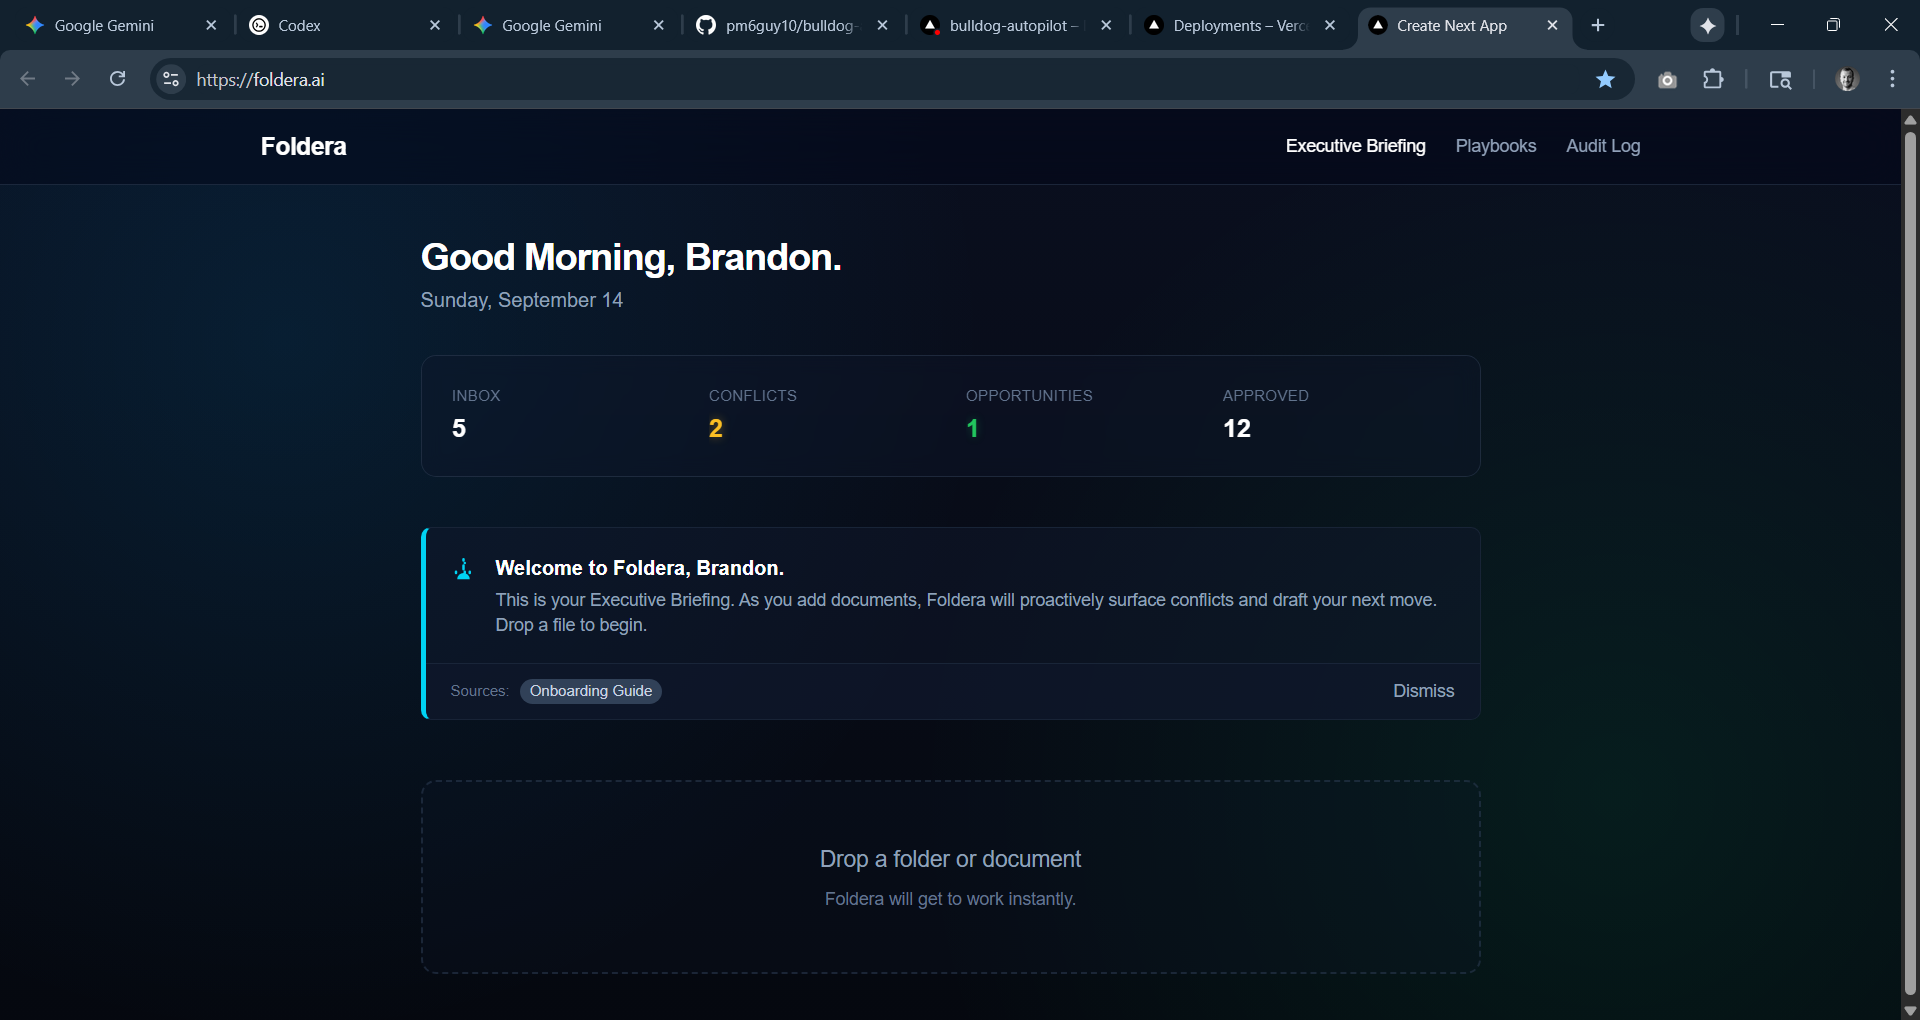 Google Gemini
Codex
Google Gemini
pm6guy10/bulldog-
bulldog-autopilot –
Deployments – Verc
Create Next App
https://foldera.ai
Foldera
Executive Briefing
Playbooks
Audit Log
Good Morning, Brandon.
Sunday, September 14
INBOX
CONFLICTS
OPPORTUNITIES
APPROVED
5
2
1
12
Welcome to Foldera, Brandon.
This is your Executive Briefing. As you add documents, Foldera will proactively surface conflicts and draft your next move.
Drop a file to begin.
Sources:
Onboarding Guide
Dismiss
Drop a folder or document
Foldera will get to work instantly.